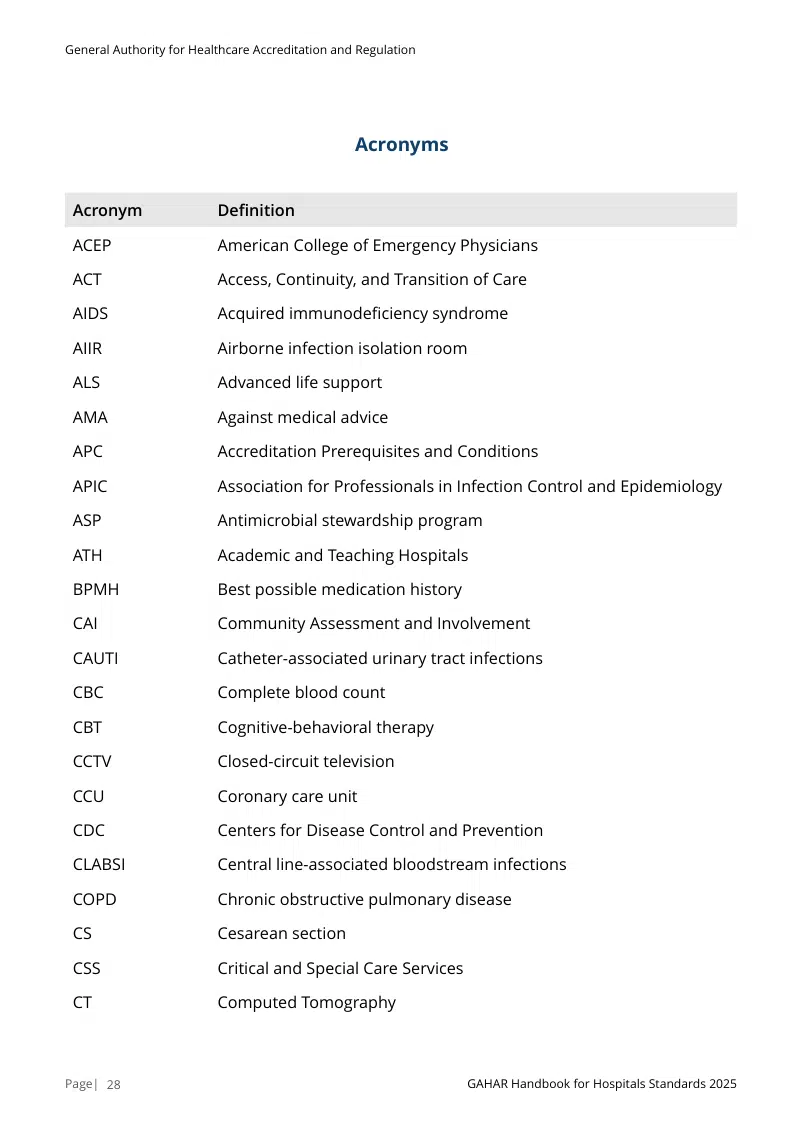 General Authority for Healthcare Accreditation and Regulation
Acronyms
Acronym Definition
ACEP American College of Emergency Physicians
ACT Access, Continuity, and Transition of Care
AIDS Acquired immunodeficiency syndrome
AIIR Airborne infection isolation room
ALS Advanced life support
AMA Against medical advice
APC Accreditation Prerequisites and Conditions
APIC Association for Professionals in Infection Control and Epidemiology
ASP Antimicrobial stewardship program
ATH Academic and Teaching Hospitals
BPMH Best possible medication history
CAI Community Assessment and Involvement
CAUTI Catheter-associated urinary tract infections
CBC Complete blood count
CBT Cognitive-behavioral therapy
CCTV Closed-circuit television
CCU Coronary care unit
CDC Centers for Disease Control and Prevention
CLABSI Central line-associated bloodstream infections
COPD Chronic obstructive pulmonary disease
CS Cesarean section
CSS Critical and Special Care Services
CT Computed Tomography
Page| 28 GAHAR Handbook for Hospitals Standards 2025